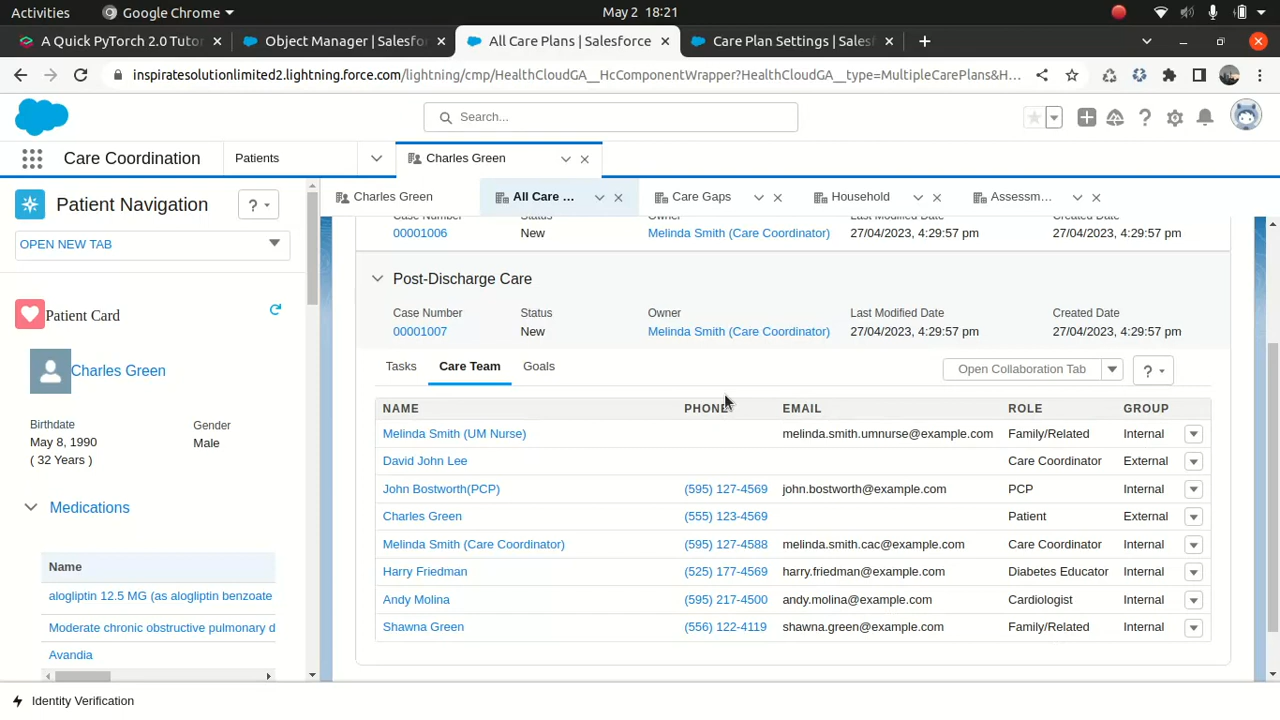 Activities Google Chrome May 2 18:21
A Quick PyTorch 2.0 Tutor Object Manager | Salesfor All Care Plans | Salesforce Care Plan Settings | Sales
inspiratesolutionlimited2.lightning.force.com/lightning/cmp/HealthCloudGA__HcComponentWrapper?HealthCloudGA__type=MultipleCarePlans&H...
Search...
Care Coordination Patients Charles Green
Patient Navigation ?
Charles Green All Care ... Care Gaps Household Assessm...
OPEN NEW TAB
Patient Card
Charles Green
Birthdate Gender
May 8, 1990 Male
( 32 Years )
Medications
Name
alogliptin 12.5 MG (as alogliptin benzoate
Moderate chronic obstructive pulmonary d
Avandia
Case Number Status Owner Last Modified Date Created Date
00001006 New Melinda Smith (Care Coordinator) 27/04/2023, 4:29:57 pm 27/04/2023, 4:29:57 pm
Post-Discharge Care
Case Number Status Owner Last Modified Date Created Date
00001007 New Melinda Smith (Care Coordinator) 27/04/2023, 4:29:57 pm 27/04/2023, 4:29:57 pm
Tasks Care Team Goals Open Collaboration Tab ?
NAME PHONE EMAIL ROLE GROUP
Melinda Smith (UM Nurse) melinda.smith.umnurse@example.com Family/Related Internal
David John Lee Care Coordinator External
John Bostworth(PCP) (595) 127-4569 john.bostworth@example.com PCP Internal
Charles Green (555) 123-4569 Patient External
Melinda Smith (Care Coordinator) (595) 127-4588 melinda.smith.cac@example.com Care Coordinator Internal
Harry Friedman (525) 177-4569 harry.friedman@example.com Diabetes Educator Internal
Andy Molina (595) 217-4500 andy.molina@example.com Cardiologist Internal
Shawna Green (556) 122-4119 shawna.green@example.com Family/Related Internal
Identity Verification